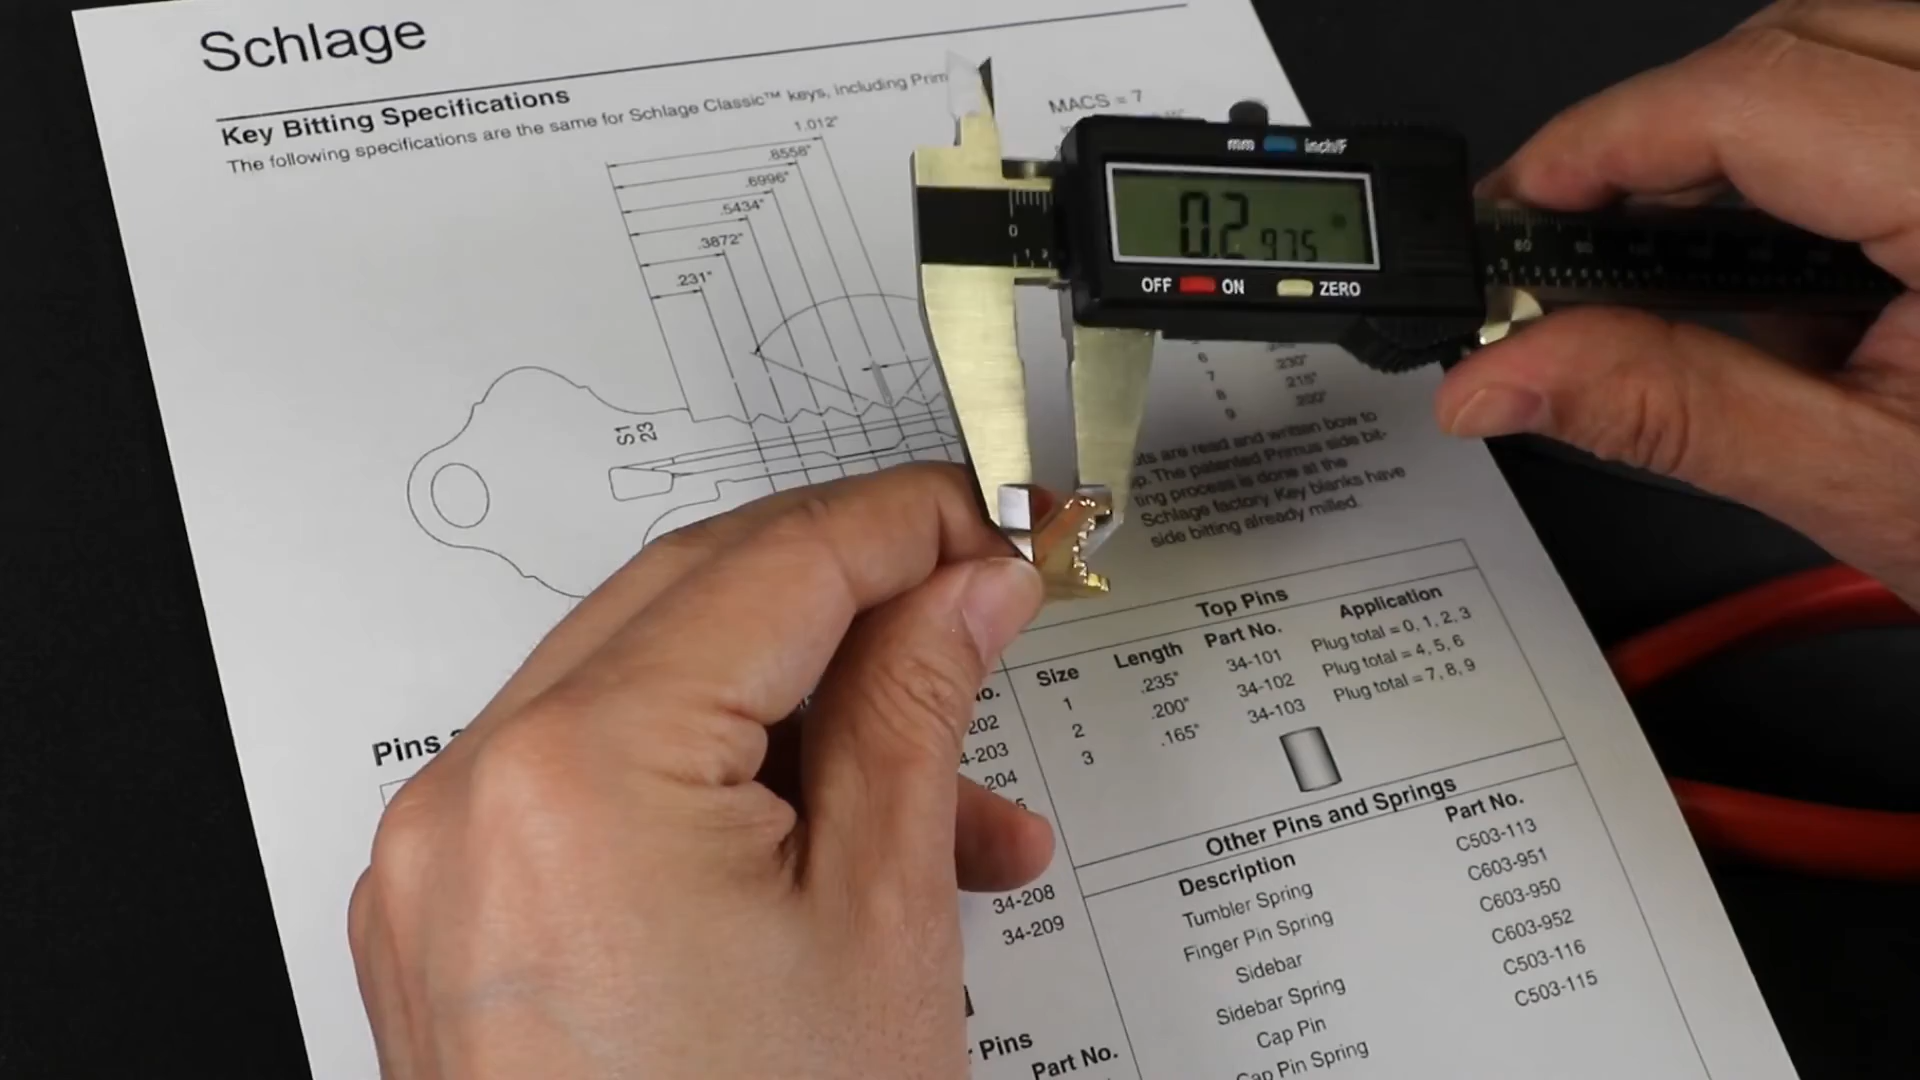 Schlage
Key Bitting Specifications
The following specifications are the same for Schlage Classic™ keys, including Prim
MACS = 7
1.012"
.8558"
.6996"
.5434"
.3872"
.231"
S1
23
mm inch/F
0.2975
OFF ON ZERO
0
6 .230"
7 .215"
8 .200"
9
uts are read and written bow to
p. The patented Primus side bit-
ting process is done at the
Schlage factory. Key blanks have
side bitting already milled.
Pins
Top Pins
Size Length Part No. Application
1 .235" 34-101 Plug total = 0, 1, 2, 3
2 .200" 34-102 Plug total = 4, 5, 6
3 .165" 34-103 Plug total = 7, 8, 9
lo.
202
4-203
204
5
34-208
34-209
Other Pins and Springs
Description Part No.
Tumbler Spring C503-113
Finger Pin Spring C603-951
Sidebar C603-950
Sidebar Spring C603-952
Cap Pin C503-116
Cap Pin Spring C503-115
Pins
Part No.